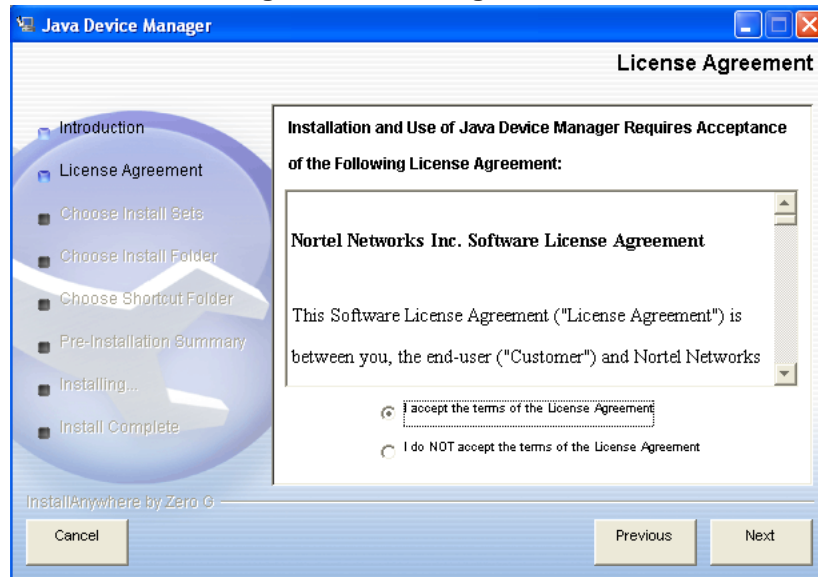 Java Device Manager
License Agreement
Introduction
License Agreement
Choose Install Sets
Choose Install Folder
Choose Shortcut Folder
Pre-Installation Summary
Installing...
Install Complete
Installation and Use of Java Device Manager Requires Acceptance
of the Following License Agreement:
Nortel Networks Inc. Software License Agreement
This Software License Agreement ("License Agreement") is
between you, the end-user ("Customer") and Nortel Networks
I accept the terms of the License Agreement
I do NOT accept the terms of the License Agreement
InstallAnywhere by Zero G
Cancel
Previous
Next